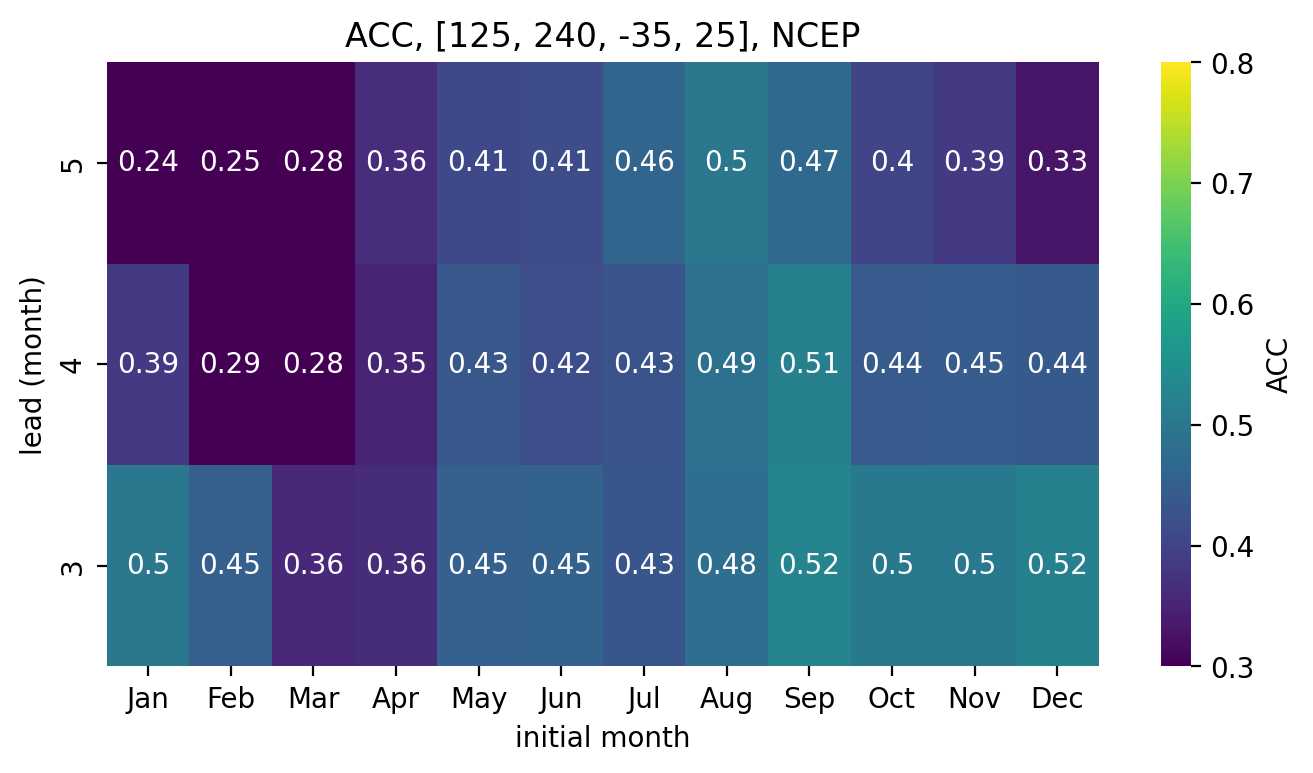 ACC, [125, 240, -35, 25], NCEP
5 0.24 0.25 0.28 0.36 0.41 0.41 0.46 0.5 0.47 0.4 0.39 0.33
4 0.39 0.29 0.28 0.35 0.43 0.42 0.43 0.49 0.51 0.44 0.45 0.44
3 0.5 0.45 0.36 0.36 0.45 0.45 0.43 0.48 0.52 0.5 0.5 0.52
Jan Feb Mar Apr May Jun Jul Aug Sep Oct Nov Dec
initial month
lead (month)
0.8
0.7
0.6
0.5
0.4
0.3
ACC